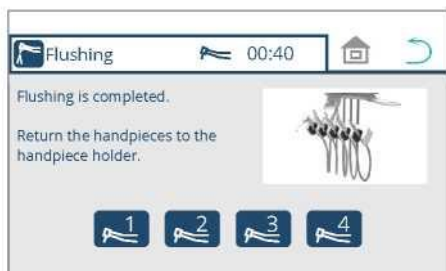 Flushing 00:40
Flushing is completed.
Return the handpieces to the
handpiece holder.
1 2 3 4